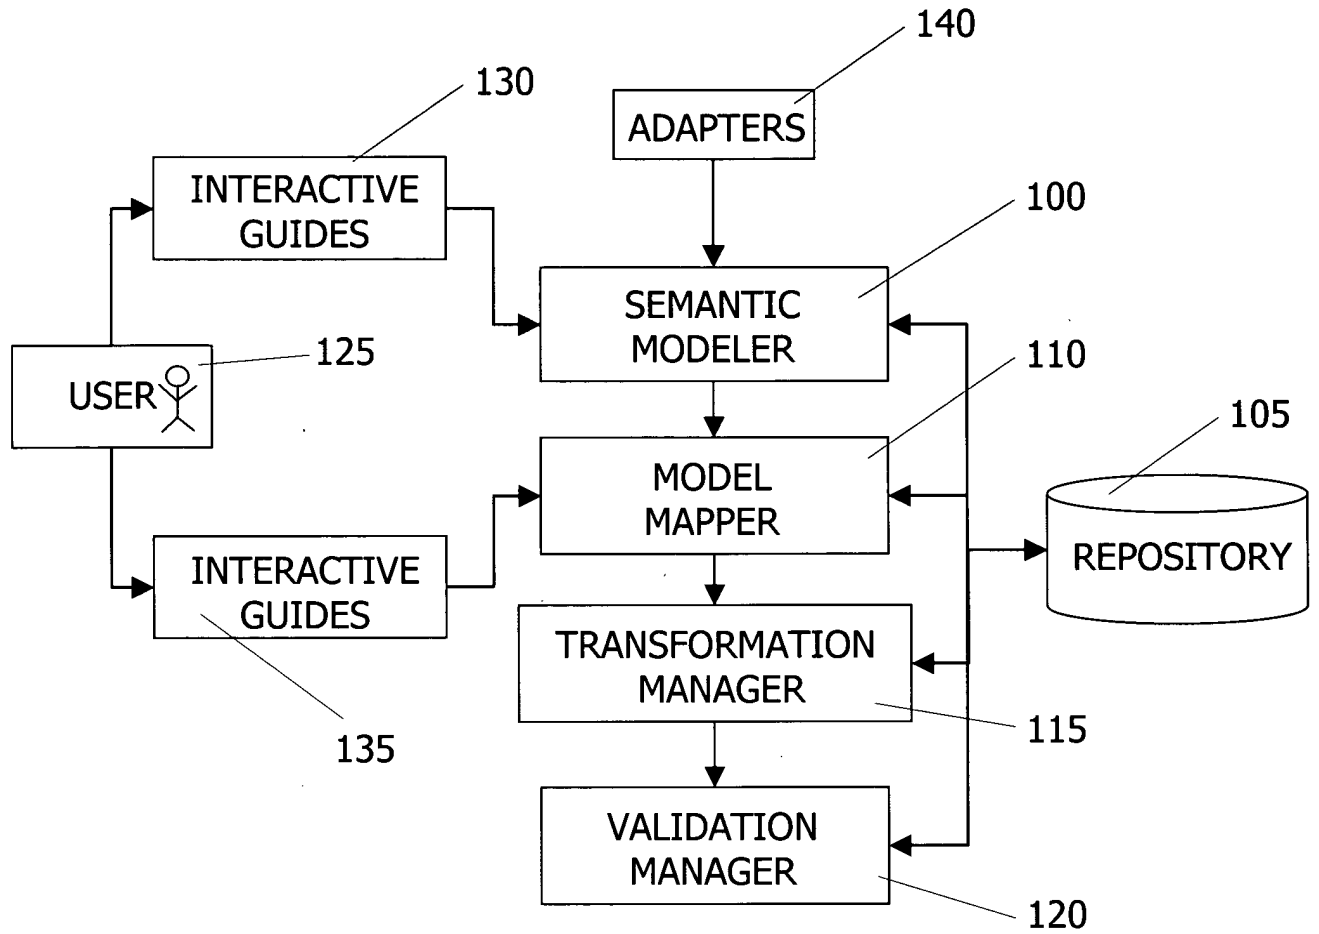 140
130
ADAPTERS
INTERACTIVE
GUIDES
100
SEMANTIC
MODELER
125
USER
110
105
MODEL
MAPPER
REPOSITORY
INTERACTIVE
GUIDES
TRANSFORMATION
MANAGER
115
135
VALIDATION
MANAGER
120